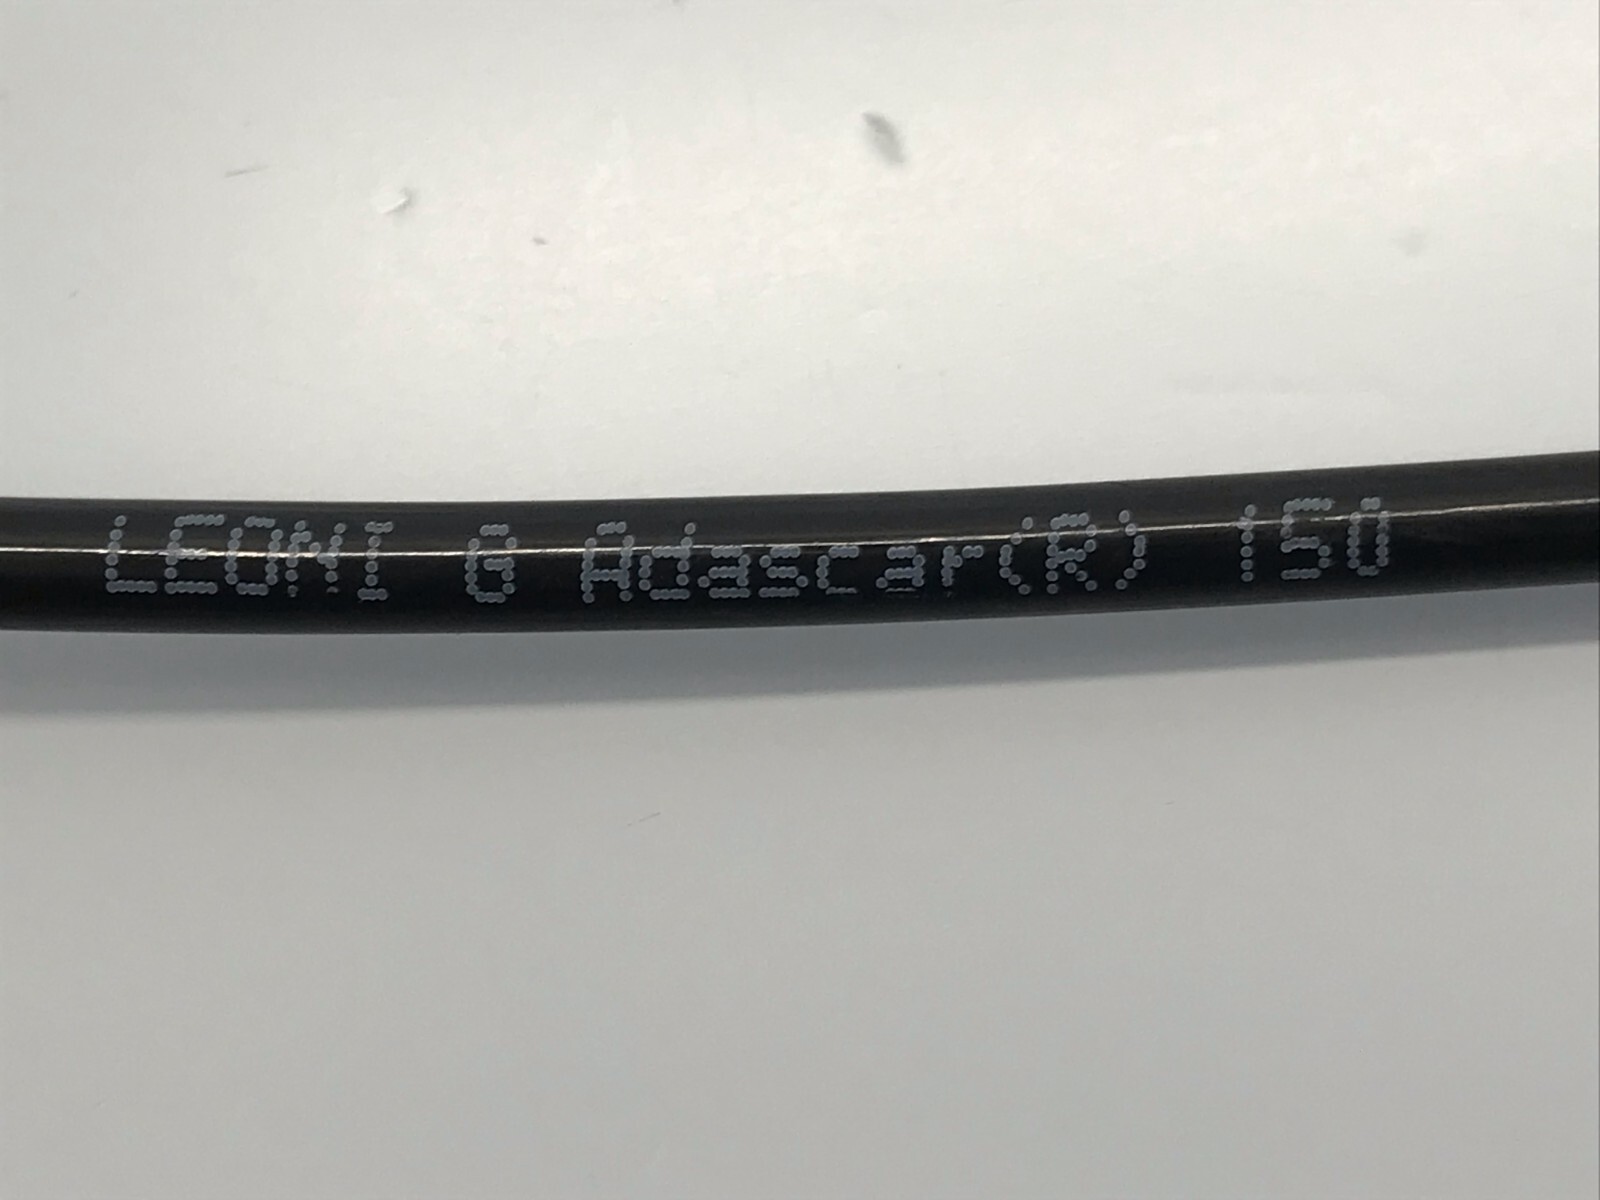 LEONI G Adascar(R) 150